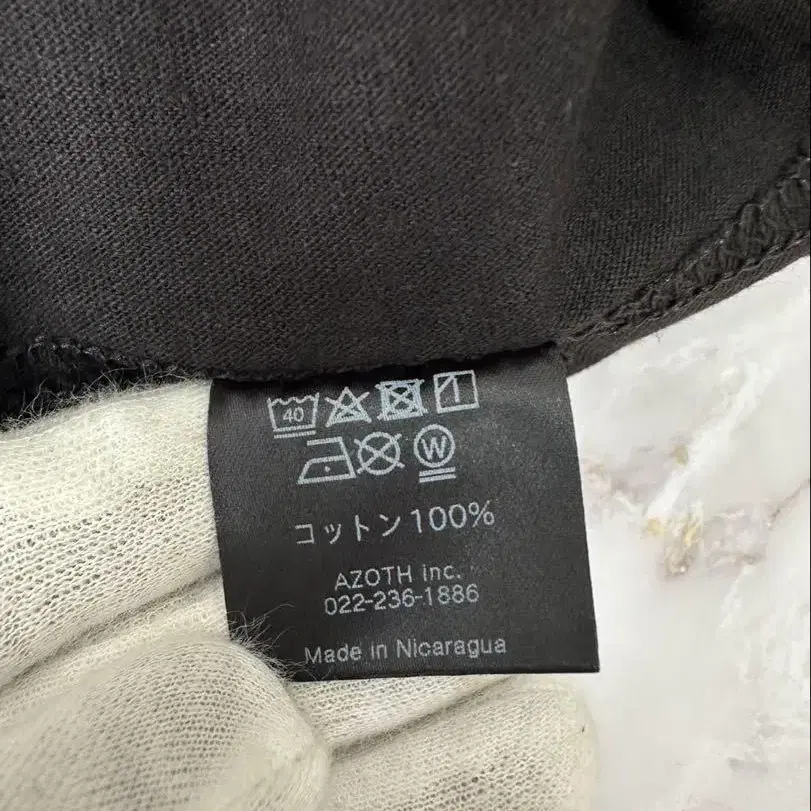 40
W
コットン100%
AZOTH inc.
022-236-1886
Made in Nicaragua